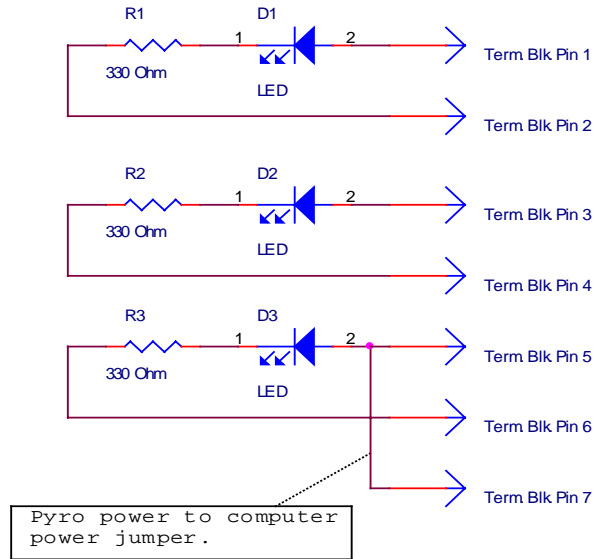 R1 D1
1 2
330 Ohm
LED
Term. Blk Pin 1
Term. Blk Pin 2
R2 D2
1 2
330 Ohm
LED
Term. Blk Pin 3
Term. Blk Pin 4
R3 D3
1 2
330 Ohm
LED
Term. Blk Pin 5
Term. Blk Pin 6
Term. Blk Pin 7
Pyro power to computer
power jumper.